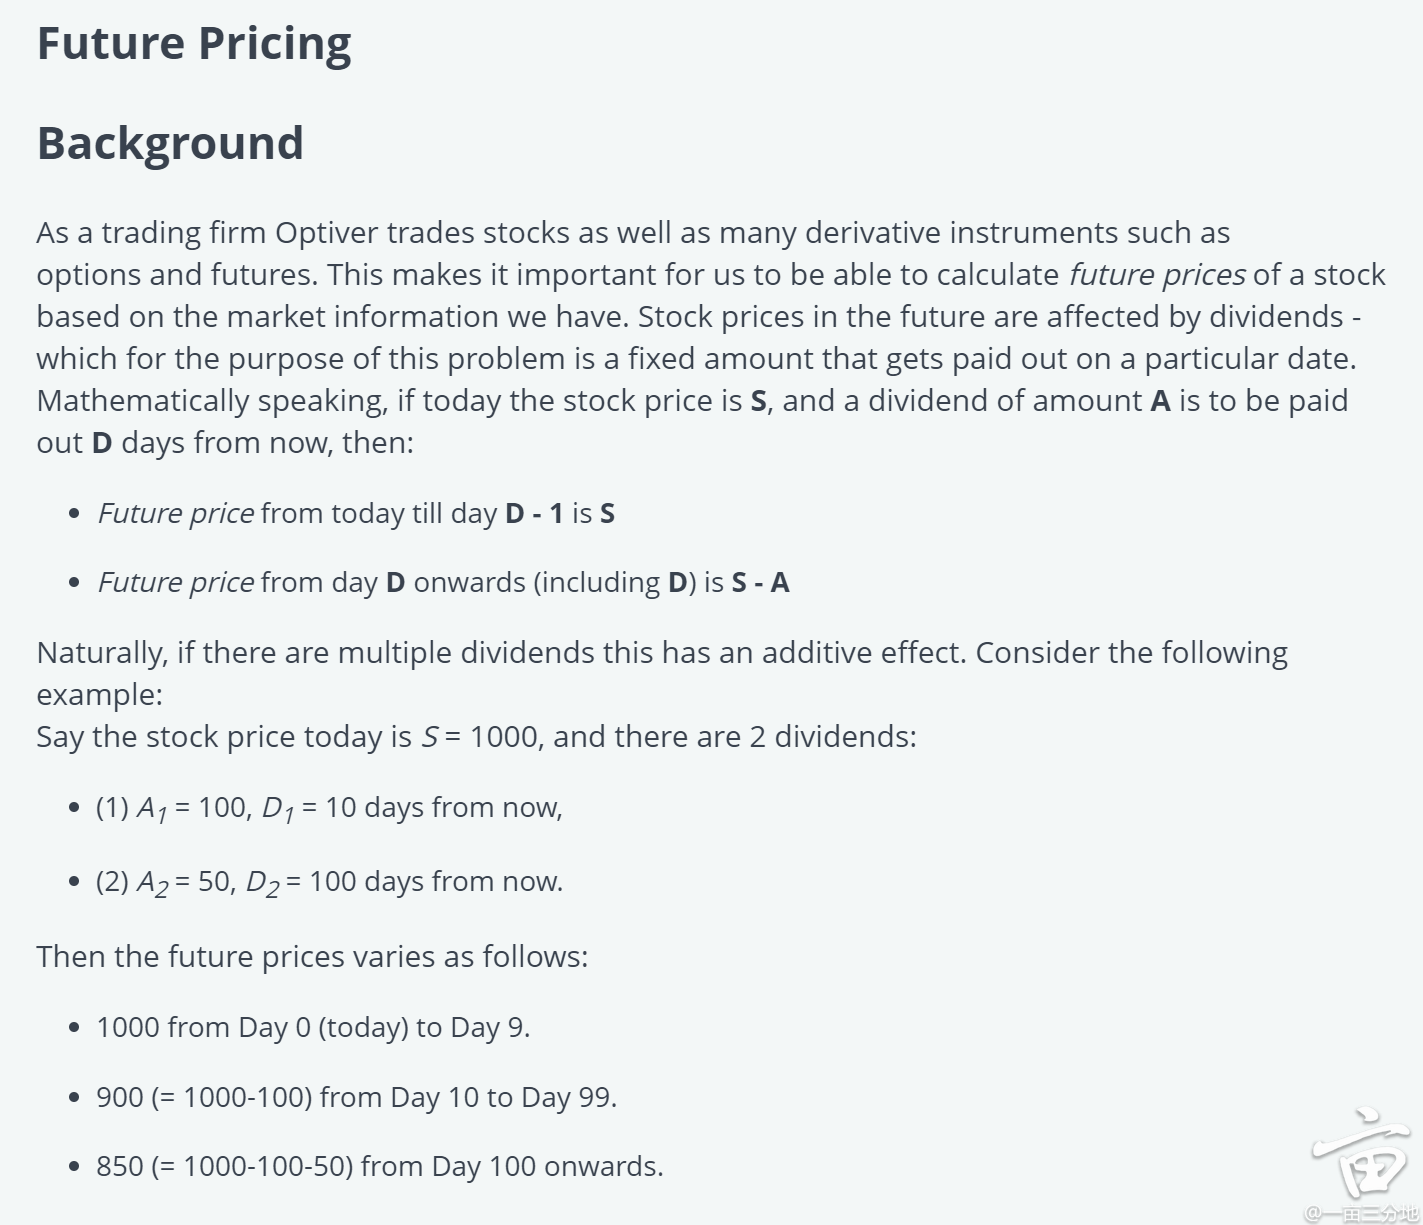 Future Pricing
Background
As a trading firm Optiver trades stocks as well as many derivative instruments such as
options and futures. This makes it important for us to be able to calculate future prices of a stock
based on the market information we have. Stock prices in the future are affected by dividends -
which for the purpose of this problem is a fixed amount that gets paid out on a particular date.
Mathematically speaking, if today the stock price is S, and a dividend of amount A is to be paid
out D days from now, then:
• Future price from today till day D - 1 is S
• Future price from day D onwards (including D) is S - A
Naturally, if there are multiple dividends this has an additive effect. Consider the following
example:
Say the stock price today is S = 1000, and there are 2 dividends:
• (1) A1 = 100, D1 = 10 days from now,
• (2) A2 = 50, D2 = 100 days from now.
Then the future prices varies as follows:
• 1000 from Day 0 (today) to Day 9.
• 900 (= 1000-100) from Day 10 to Day 99.
• 850 (= 1000-100-50) from Day 100 onwards.
亩
@一亩三分地